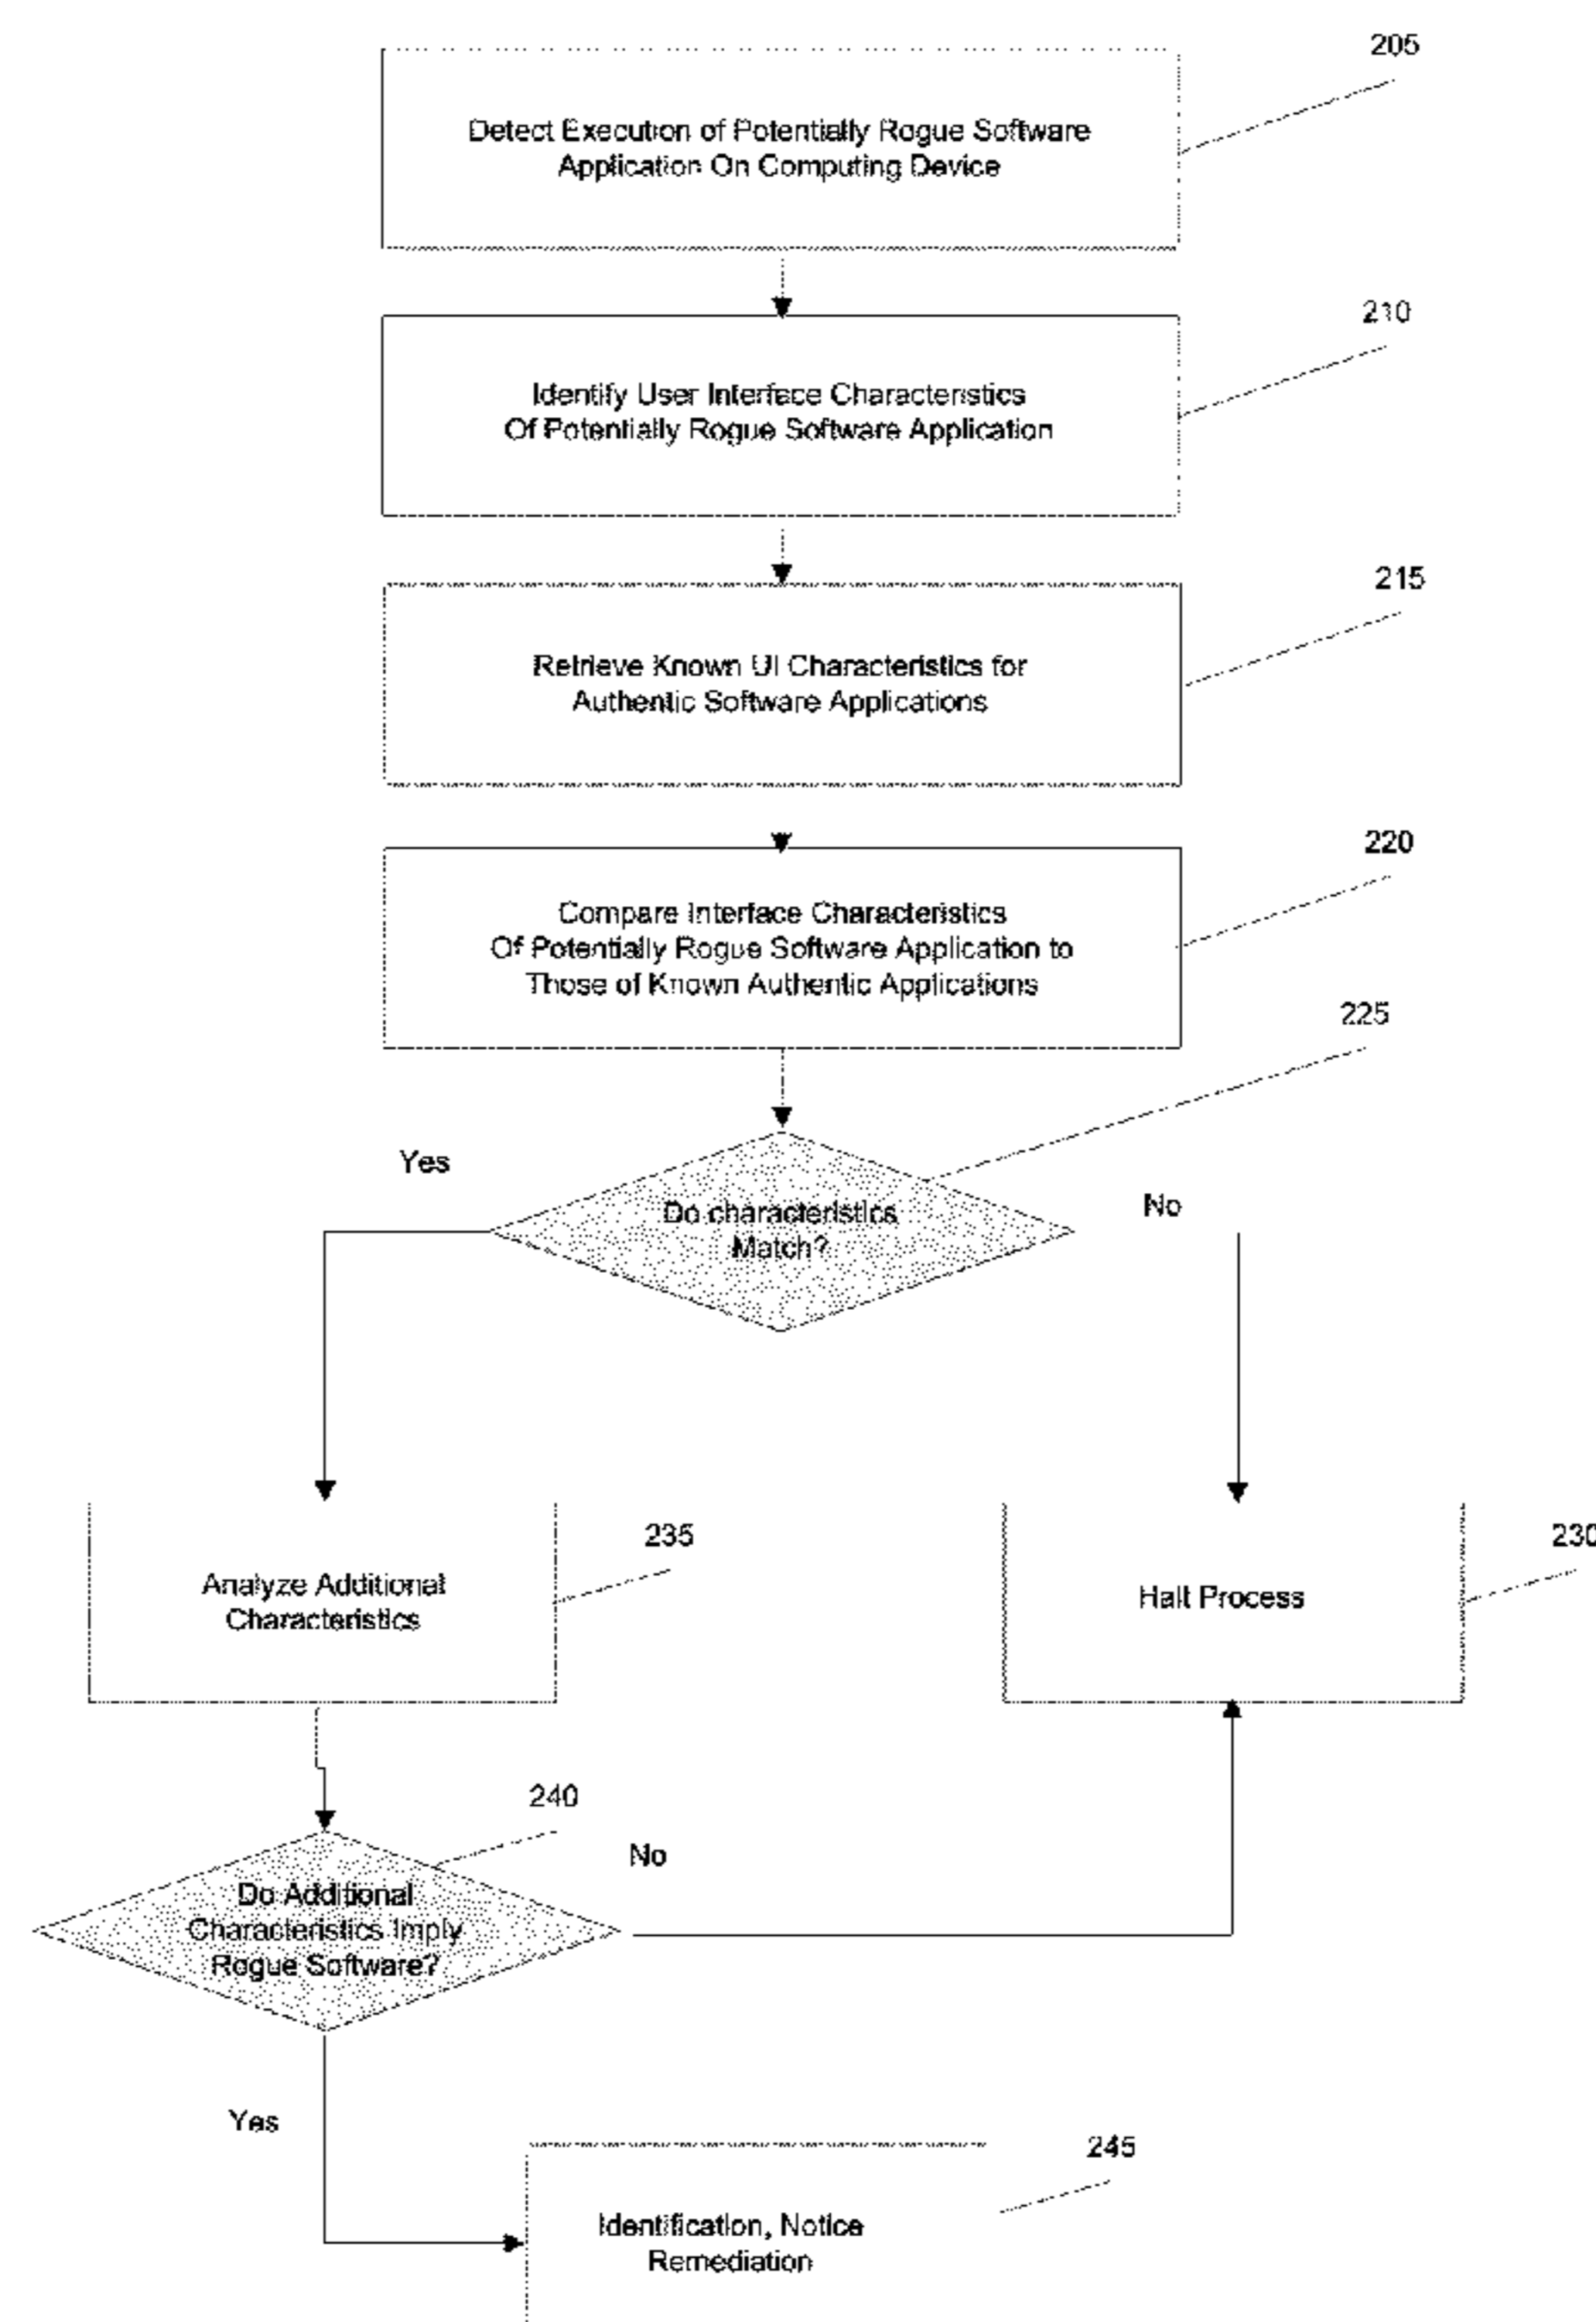 205
Detect Execution of Potentially Rogue Software
Application On Computing Device
210
Identify User Interface Characteristics
Of Potentially Rogue Software Application
215
Retrieve Known UI Characteristics for
Authentic Software Applications
220
Compare Interface Characteristics
Of Potentially Rogue Software Application to
Those of Known Authentic Applications
225
Yes
No
Do characteristics
Match?
235
230
Analyze Additional
Characteristics
Halt Process
240
No
Do Additional
Characteristics Imply
Rogue Software?
Yes
245
Identification, Notice
Remediation